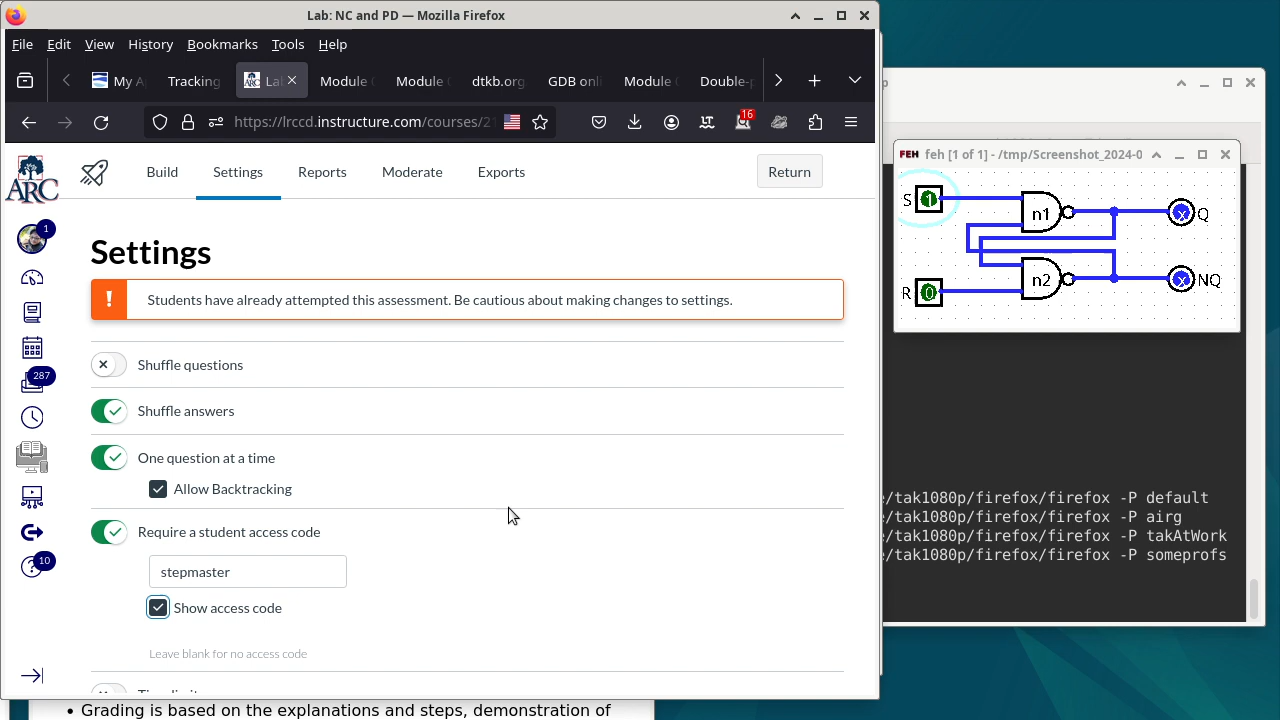 Lab: NC and PD — Mozilla Firefox
File Edit View History Bookmarks Tools Help
My A Tracking Lab Module Module dtkb.org GDB onli Module Double-
https://lrccd.instructure.com/courses/21
16
ARC
Build Settings Reports Moderate Exports Return
1
287
10
Settings
! Students have already attempted this assessment. Be cautious about making changes to settings.
Shuffle questions
Shuffle answers
One question at a time
Allow Backtracking
Require a student access code
stepmaster
Show access code
Leave blank for no access code
• Grading is based on the explanations and steps, demonstration of
p
FEH feh [1 of 1] - /tmp/Screenshot_2024-0
S 1 n1 x Q
R 0 n2 x NQ
e/tak1080p/firefox/firefox -P default
e/tak1080p/firefox/firefox -P airg
e/tak1080p/firefox/firefox -P takAtWork
e/tak1080p/firefox/firefox -P someprofs